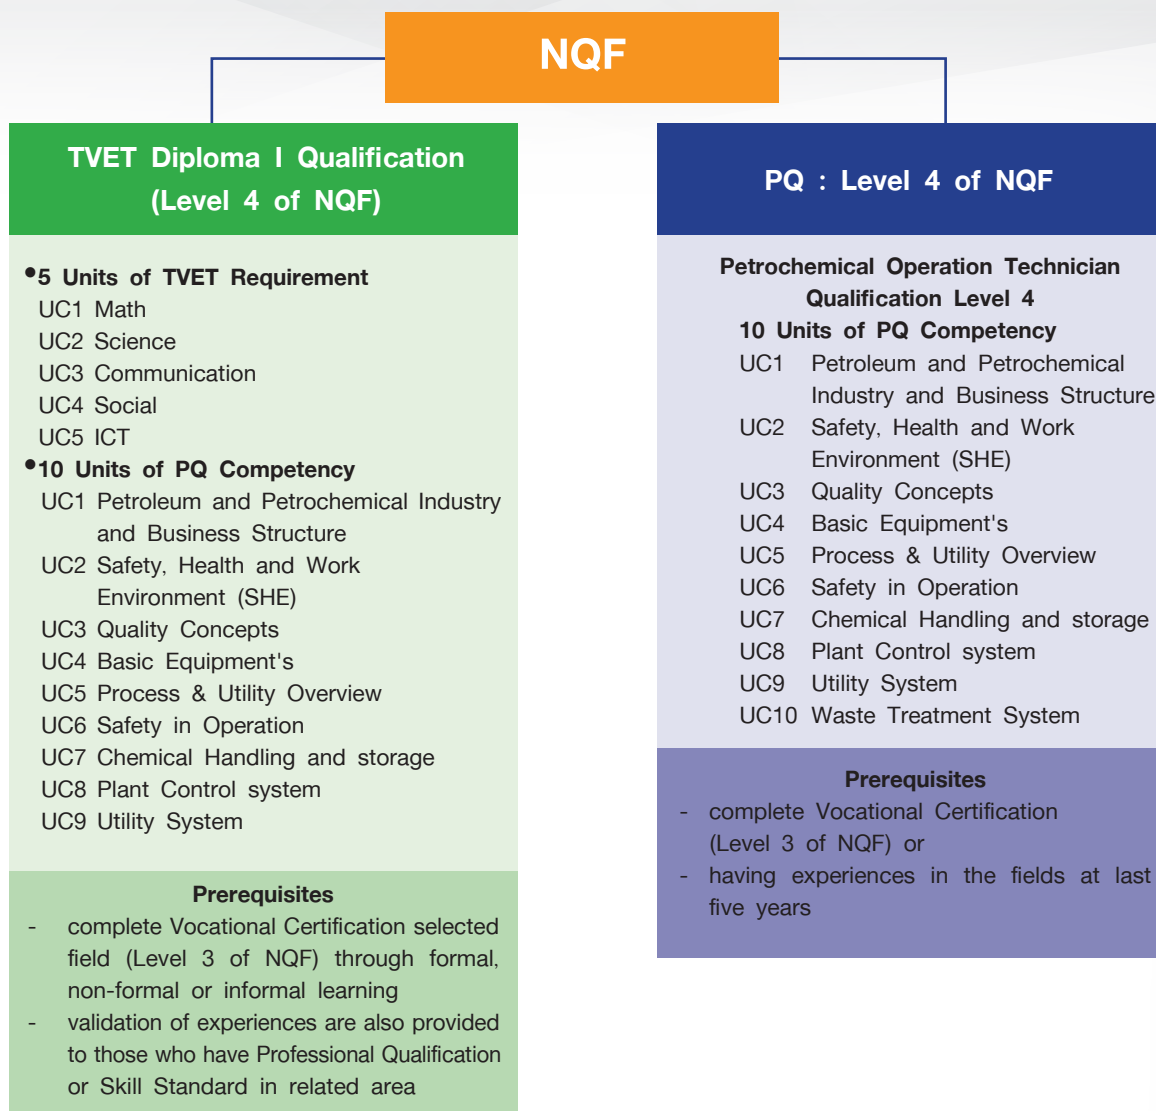 NQF
TVET Diploma I Qualification
(Level 4 of NQF)
•5 Units of TVET Requirement
UC1 Math
UC2 Science
UC3 Communication
UC4 Social
UC5 ICT
•10 Units of PQ Competency
UC1 Petroleum and Petrochemical Industry
and Business Structure
UC2 Safety, Health and Work
Environment (SHE)
UC3 Quality Concepts
UC4 Basic Equipment's
UC5 Process & Utility Overview
UC6 Safety in Operation
UC7 Chemical Handling and storage
UC8 Plant Control system
UC9 Utility System
Prerequisites
- complete Vocational Certification selected
field (Level 3 of NQF) through formal,
non-formal or informal learning
- validation of experiences are also provided
to those who have Professional Qualification
or Skill Standard in related area
PQ : Level 4 of NQF
Petrochemical Operation Technician
Qualification Level 4
10 Units of PQ Competency
UC1 Petroleum and Petrochemical
Industry and Business Structure
UC2 Safety, Health and Work
Environment (SHE)
UC3 Quality Concepts
UC4 Basic Equipment's
UC5 Process & Utility Overview
UC6 Safety in Operation
UC7 Chemical Handling and storage
UC8 Plant Control system
UC9 Utility System
UC10 Waste Treatment System
Prerequisites
- complete Vocational Certification
(Level 3 of NQF) or
- having experiences in the fields at last
five years